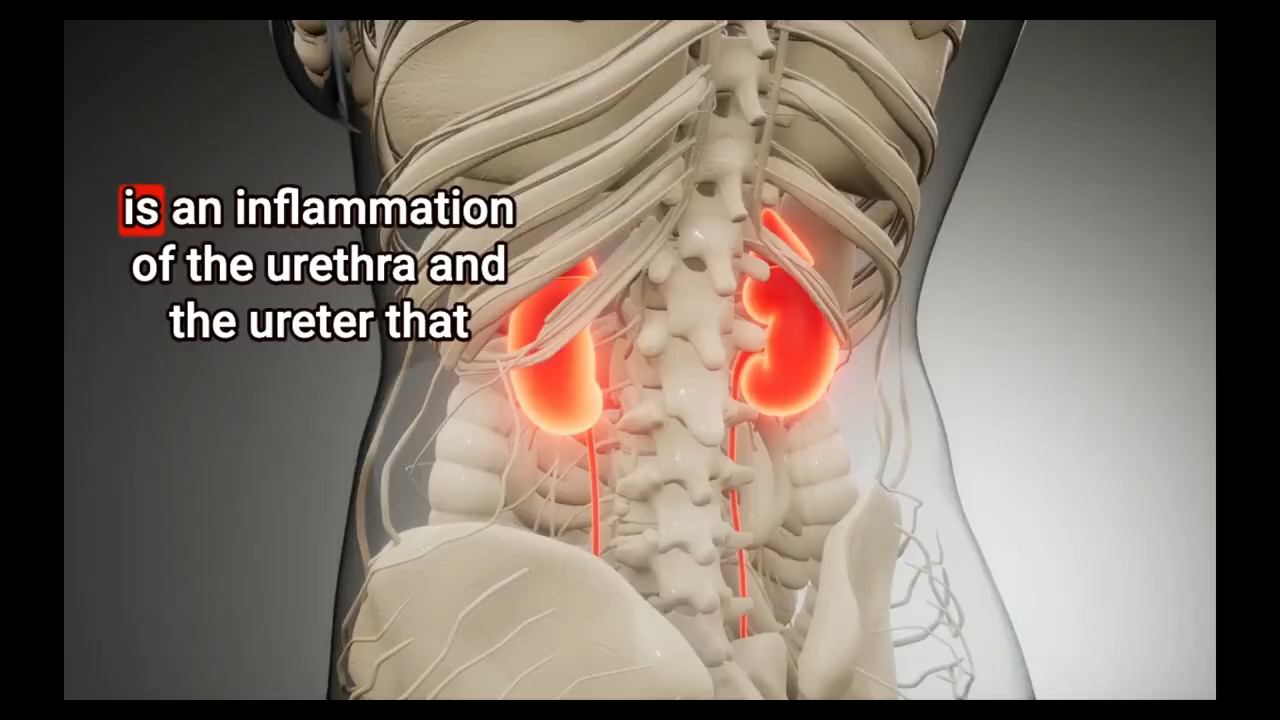 is an inflammation
of the urethra and
the ureter that